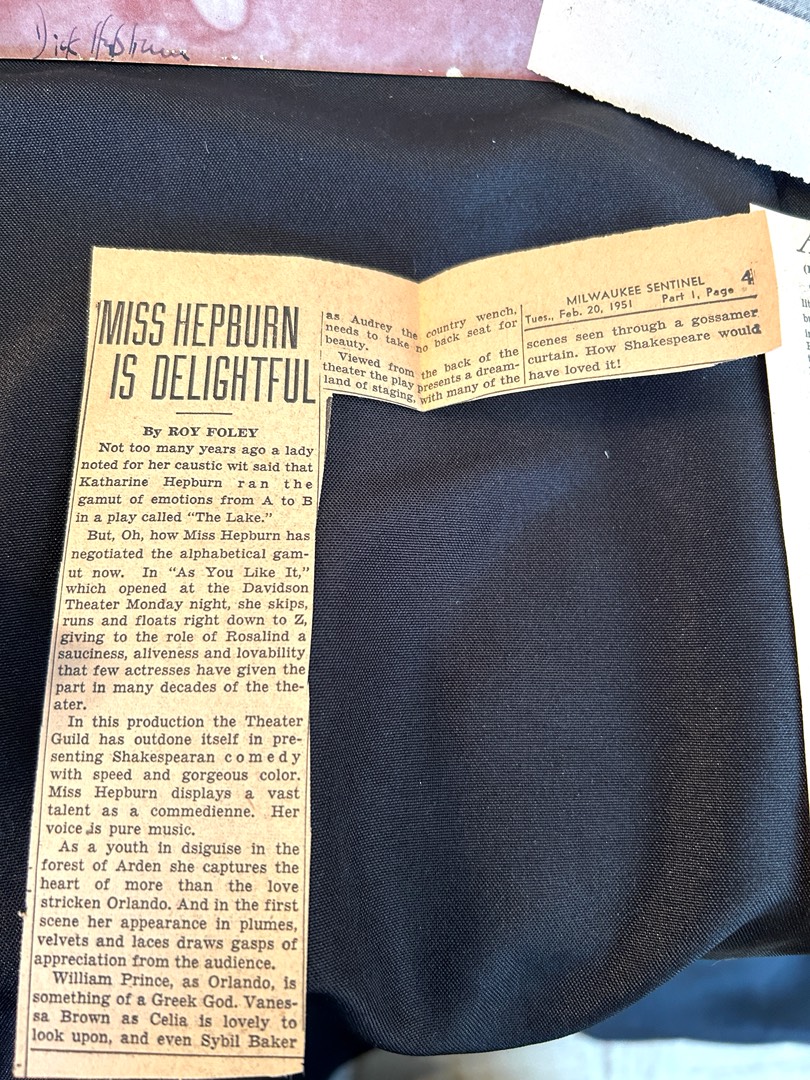 Dick Hepburn
MISS HEPBURN
IS DELIGHTFUL
By ROY FOLEY
Not too many years ago a lady
noted for her caustic wit said that
Katharine Hepburn ran the
gamut of emotions from A to B
in a play called “The Lake.”
But, Oh, how Miss Hepburn has
negotiated the alphabetical gam-
ut now. In “As You Like It,”
which opened at the Davidson
Theater Monday night, she skips,
runs and floats right down to Z,
giving to the role of Rosalind a
sauciness, aliveness and lovability
that few actresses have given the
part in many decades of the the-
ater.
In this production the Theater
Guild has outdone itself in pre-
senting Shakespearan comedy
with speed and gorgeous color.
Miss Hepburn displays a vast
talent as a commedienne. Her
voice is pure music.
As a youth in dsiguise in the
forest of Arden she captures the
heart of more than the love
stricken Orlando. And in the first
scene her appearance in plumes,
velvets and laces draws gasps of
appreciation from the audience.
William Prince, as Orlando, is
something of a Greek God. Vanes-
sa Brown as Celia is lovely to
look upon, and even Sybil Baker
as Audrey the country wench,
needs to take no back seat for
beauty.
Viewed from the back of the
theater the play presents a dream-
land of staging, with many of the
MILWAUKEE SENTINEL
Tues., Feb. 20, 1951 Part 1, Page 4
scenes seen through a gossamer
curtain. How Shakespeare would
have loved it!